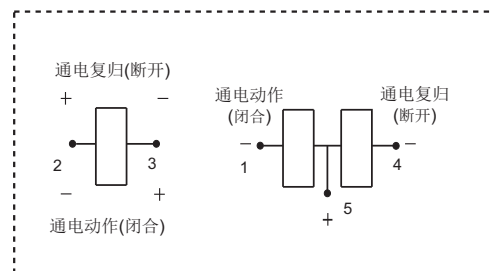 通电复归(断开)
+ −
2 3
− +
通电动作(闭合)
通电动作
(闭合)
通电复归
(断开)
− −
1 4
+ 5